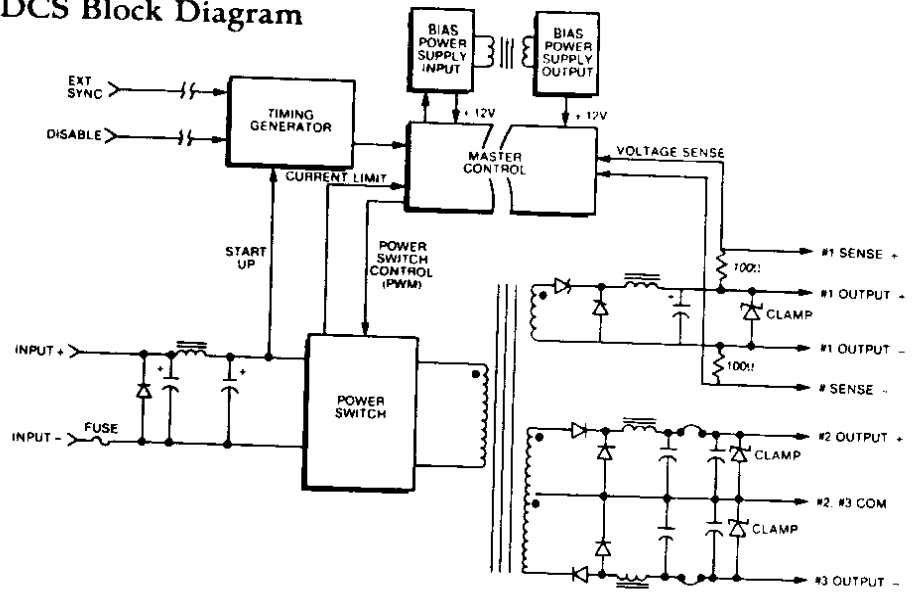 DCS Block Diagram
BIAS
POWER
SUPPLY
INPUT
BIAS
POWER
SUPPLY
OUTPUT
EXT
SYNC
DISABLE
TIMING
GENERATOR
+ 12V
+ 12V
MASTER
CONTROL
VOLTAGE SENSE
CURRENT LIMIT
START
UP
POWER
SWITCH
CONTROL
(PWM)
#1 SENSE +
100Ω
#1 OUTPUT +
CLAMP
#1 OUTPUT −
100Ω
# SENSE −
INPUT +
+
+
+
INPUT −
FUSE
POWER
SWITCH
#2 OUTPUT +
CLAMP
#2, #3 COM
CLAMP
#3 OUTPUT −